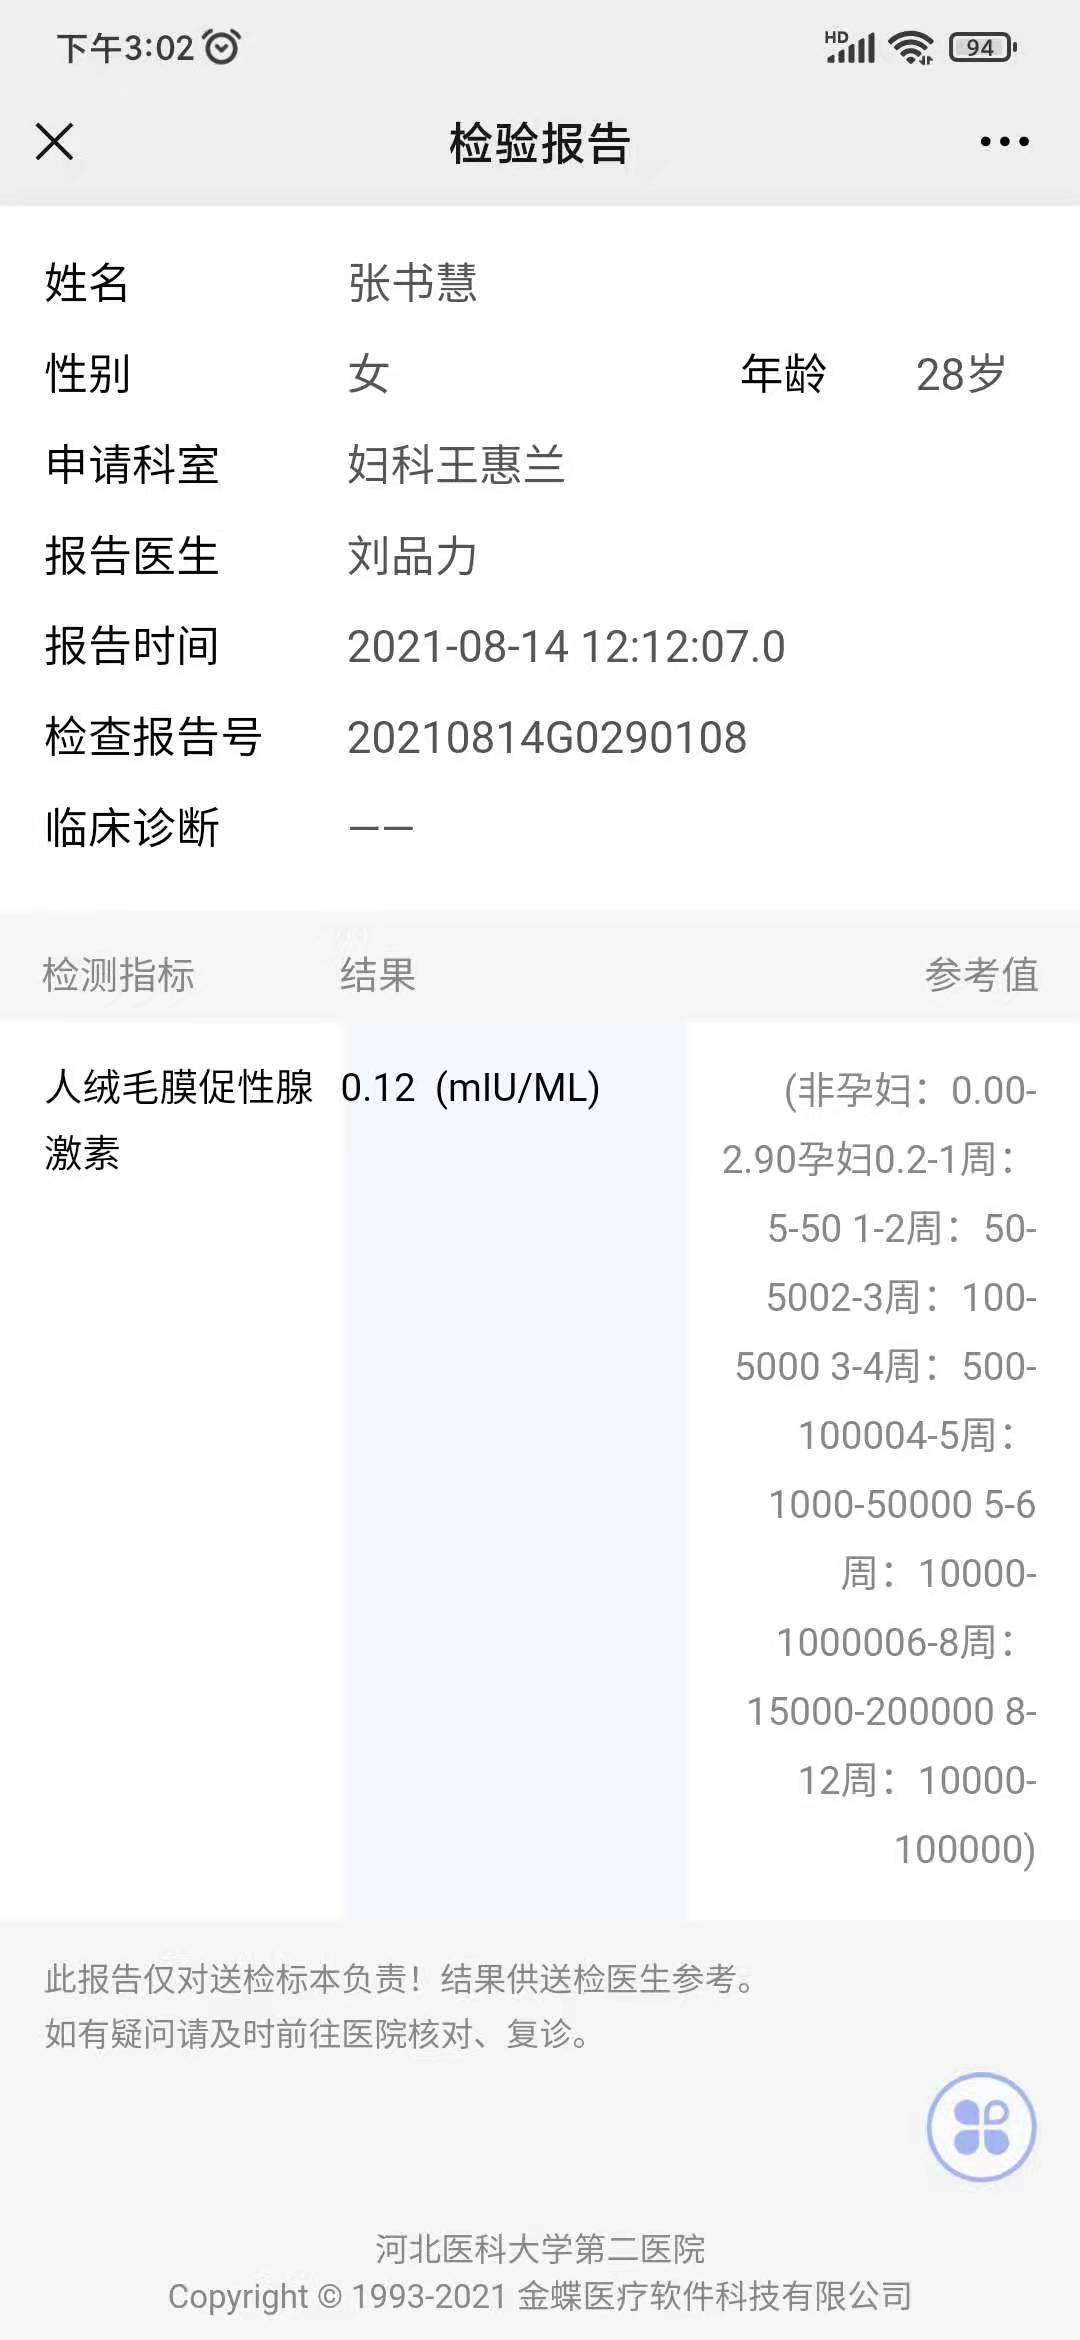 下午3:02 HD 94
检验报告
姓名 张书慧
性别 女 年龄 28岁
申请科室 妇科王惠兰
报告医生 刘品力
报告时间 2021-08-14 12:12:07.0
检查报告号 20210814G0290108
临床诊断 ——
检测指标 结果 参考值
人绒毛膜促性腺 0.12 (mIU/ML) (非孕妇：0.00-
激素 2.90孕妇0.2-1周：
5-50 1-2周：50-
5002-3周：100-
5000 3-4周：500-
100004-5周：
1000-50000 5-6
周：10000-
1000006-8周：
15000-200000 8-
12周：10000-
100000)
此报告仅对送检标本负责！结果供送检医生参考。
如有疑问请及时前往医院核对、复诊。
河北医科大学第二医院
Copyright © 1993-2021 金蝶医疗软件科技有限公司